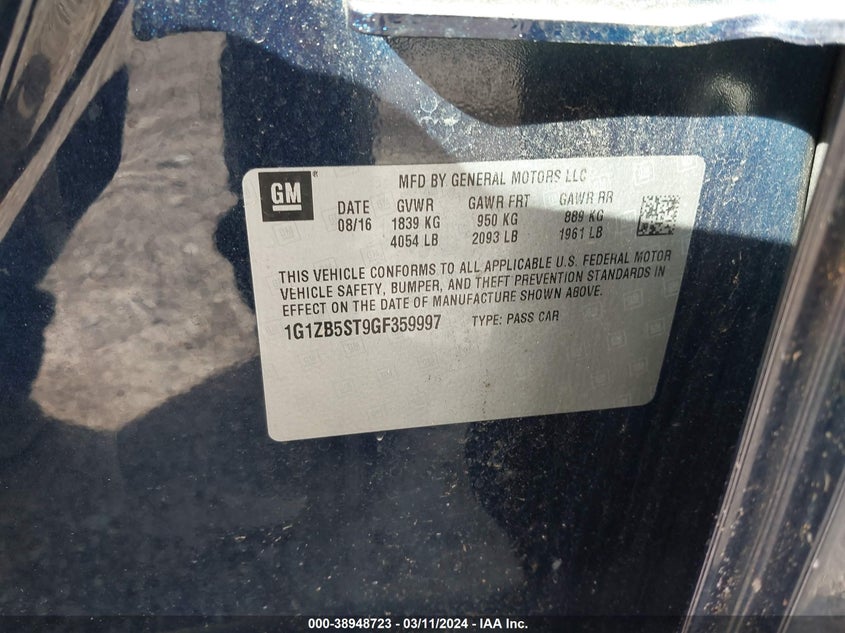 GM
MFD BY GENERAL MOTORS LLC
DATE GVWR GAWR FRT GAWR RR
08/16 1839 KG 950 KG 889 KG
4054 LB 2093 LB 1961 LB
THIS VEHICLE CONFORMS TO ALL APPLICABLE U.S. FEDERAL MOTOR
VEHICLE SAFETY, BUMPER, AND THEFT PREVENTION STANDARDS IN
EFFECT ON THE DATE OF MANUFACTURE SHOWN ABOVE.
1G1ZB5ST9GF359997 TYPE: PASS CAR
000-38948723 - 03/11/2024 - IAA Inc.